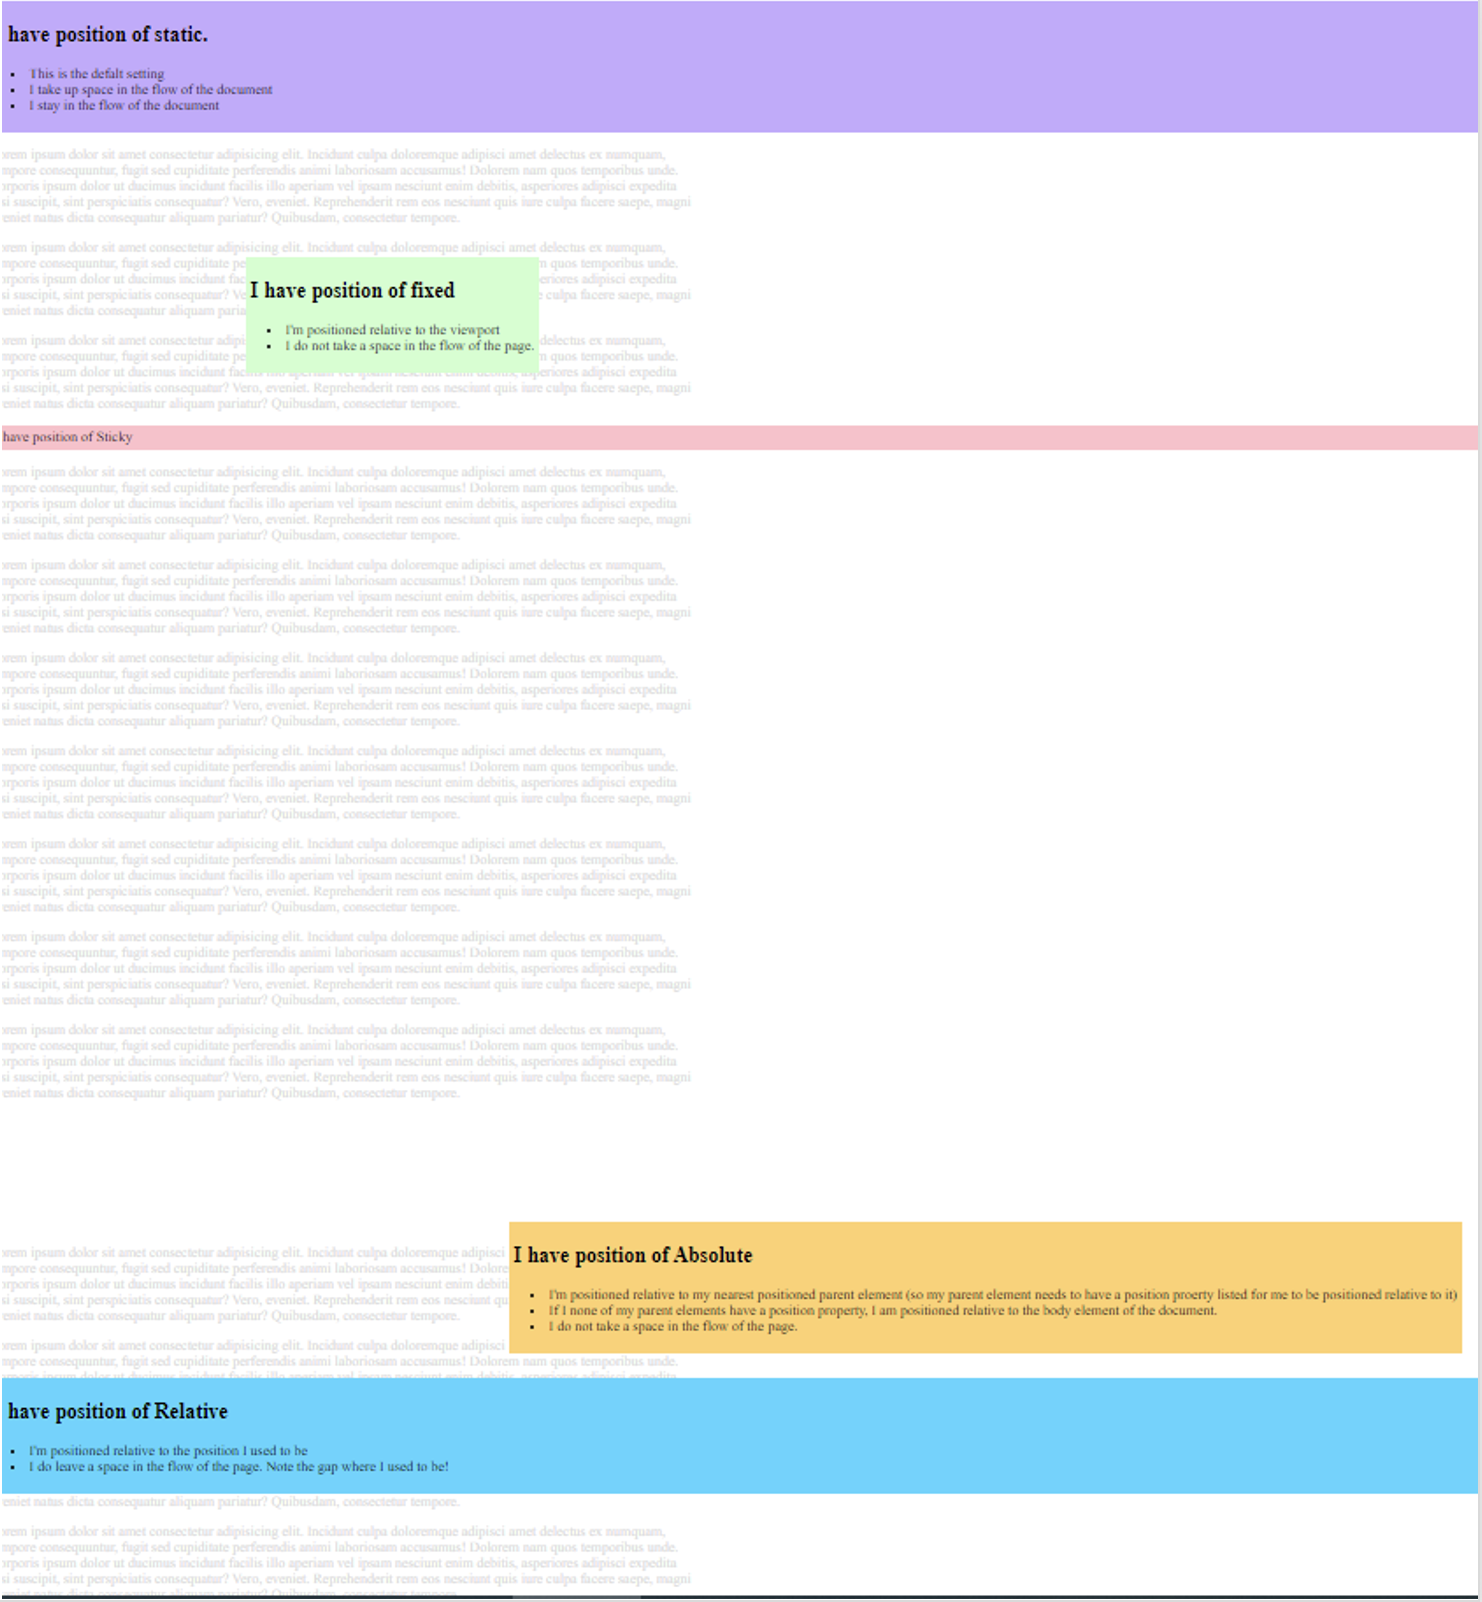 have position of static.
This is the defalt setting
I take up space in the flow of the document
I stay in the flow of the document
orem ipsum dolor sit amet consectetur adipisicing elit. Incidunt culpa doloremque adipisci amet delectus ex numquam,
mpore consequuntur, fugit sed cupiditate perferendis animi laboriosam accusamus! Dolorem nam quos temporibus unde.
orporis ipsum dolor ut ducimus incidunt facilis illo aperiam vel ipsam nesciunt enim debitis, asperiores adipisci expedita
si suscipit, sint perspiciatis consequatur? Vero, eveniet. Reprehenderit rem eos nesciunt quis iure culpa facere saepe, magni
eniet natus dicta consequatur aliquam pariatur? Quibusdam, consectetur tempore.
orem ipsum dolor sit amet consectetur adipisicing elit. Incidunt culpa doloremque adipisci amet delectus ex numquam,
mpore consequuntur, fugit sed cupiditate pe n quos temporibus unde.
orporis ipsum dolor ut ducimus incidunt fac eriores adipisci expedita
si suscipit, sint perspiciatis consequatur? Ve culpa facere saepe, magni
eniet natus dicta consequatur aliquam paria
I have position of fixed
I'm positioned relative to the viewport
I do not take a space in the flow of the page.
orem ipsum dolor sit amet consectetur adipi delectus ex numquam,
mpore consequuntur, fugit sed cupiditate pe n quos temporibus unde.
orporis ipsum dolor ut ducimus incidunt fac eriores adipisci expedita
si suscipit, sint perspiciatis consequatur? Vero, eveniet. Reprehenderit rem eos nesciunt quis iure culpa facere saepe, magni
eniet natus dicta consequatur aliquam pariatur? Quibusdam, consectetur tempore.
have position of Sticky
orem ipsum dolor sit amet consectetur adipisicing elit. Incidunt culpa doloremque adipisci amet delectus ex numquam,
mpore consequuntur, fugit sed cupiditate perferendis animi laboriosam accusamus! Dolorem nam quos temporibus unde.
orporis ipsum dolor ut ducimus incidunt facilis illo aperiam vel ipsam nesciunt enim debitis, asperiores adipisci expedita
si suscipit, sint perspiciatis consequatur? Vero, eveniet. Reprehenderit rem eos nesciunt quis iure culpa facere saepe, magni
eniet natus dicta consequatur aliquam pariatur? Quibusdam, consectetur tempore.
orem ipsum dolor sit amet consectetur adipisicing elit. Incidunt culpa doloremque adipisci amet delectus ex numquam,
mpore consequuntur, fugit sed cupiditate perferendis animi laboriosam accusamus! Dolorem nam quos temporibus unde.
orporis ipsum dolor ut ducimus incidunt facilis illo aperiam vel ipsam nesciunt enim debitis, asperiores adipisci expedita
si suscipit, sint perspiciatis consequatur? Vero, eveniet. Reprehenderit rem eos nesciunt quis iure culpa facere saepe, magni
eniet natus dicta consequatur aliquam pariatur? Quibusdam, consectetur tempore.
orem ipsum dolor sit amet consectetur adipisicing elit. Incidunt culpa doloremque adipisci amet delectus ex numquam,
mpore consequuntur, fugit sed cupiditate perferendis animi laboriosam accusamus! Dolorem nam quos temporibus unde.
orporis ipsum dolor ut ducimus incidunt facilis illo aperiam vel ipsam nesciunt enim debitis, asperiores adipisci expedita
si suscipit, sint perspiciatis consequatur? Vero, eveniet. Reprehenderit rem eos nesciunt quis iure culpa facere saepe, magni
eniet natus dicta consequatur aliquam pariatur? Quibusdam, consectetur tempore.
orem ipsum dolor sit amet consectetur adipisicing elit. Incidunt culpa doloremque adipisci amet delectus ex numquam,
mpore consequuntur, fugit sed cupiditate perferendis animi laboriosam accusamus! Dolorem nam quos temporibus unde.
orporis ipsum dolor ut ducimus incidunt facilis illo aperiam vel ipsam nesciunt enim debitis, asperiores adipisci expedita
si suscipit, sint perspiciatis consequatur? Vero, eveniet. Reprehenderit rem eos nesciunt quis iure culpa facere saepe, magni
eniet natus dicta consequatur aliquam pariatur? Quibusdam, consectetur tempore.
orem ipsum dolor sit amet consectetur adipisicing elit. Incidunt culpa doloremque adipisci amet delectus ex numquam,
mpore consequuntur, fugit sed cupiditate perferendis animi laboriosam accusamus! Dolorem nam quos temporibus unde.
orporis ipsum dolor ut ducimus incidunt facilis illo aperiam vel ipsam nesciunt enim debitis, asperiores adipisci expedita
si suscipit, sint perspiciatis consequatur? Vero, eveniet. Reprehenderit rem eos nesciunt quis iure culpa facere saepe, magni
eniet natus dicta consequatur aliquam pariatur? Quibusdam, consectetur tempore.
orem ipsum dolor sit amet consectetur adipisicing elit. Incidunt culpa doloremque adipisci amet delectus ex numquam,
mpore consequuntur, fugit sed cupiditate perferendis animi laboriosam accusamus! Dolorem nam quos temporibus unde.
orporis ipsum dolor ut ducimus incidunt facilis illo aperiam vel ipsam nesciunt enim debitis, asperiores adipisci expedita
si suscipit, sint perspiciatis consequatur? Vero, eveniet. Reprehenderit rem eos nesciunt quis iure culpa facere saepe, magni
eniet natus dicta consequatur aliquam pariatur? Quibusdam, consectetur tempore.
orem ipsum dolor sit amet consectetur adipisicing elit. Incidunt culpa doloremque adipisci amet delectus ex numquam,
mpore consequuntur, fugit sed cupiditate perferendis animi laboriosam accusamus! Dolorem nam quos temporibus unde.
orporis ipsum dolor ut ducimus incidunt facilis illo aperiam vel ipsam nesciunt enim debitis, asperiores adipisci expedita
si suscipit, sint perspiciatis consequatur? Vero, eveniet. Reprehenderit rem eos nesciunt quis iure culpa facere saepe, magni
eniet natus dicta consequatur aliquam pariatur? Quibusdam, consectetur tempore.
orem ipsum dolor sit amet consectetur adipisicing elit. Incidunt culpa doloremque adipisci
mpore consequuntur, fugit sed cupiditate perferendis animi laboriosam accusamus! Dolore
orporis ipsum dolor ut ducimus incidunt facilis illo aperiam vel ipsam nesciunt enim debiti
si suscipit, sint perspiciatis consequatur? Vero, eveniet. Reprehenderit rem eos nesciunt qu
eniet natus dicta consequatur aliquam pariatur? Quibusdam, consectetur tempore.
I have position of Absolute
I'm positioned relative to my nearest positioned parent element (so my parent element needs to have a position proerty listed for me to be positioned relative to it)
If I none of my parent elements have a position property, I am positioned relative to the body element of the document.
I do not take a space in the flow of the page.
orem ipsum dolor sit amet consectetur adipisicing elit. Incidunt culpa doloremque adipisci
mpore consequuntur, fugit sed cupiditate perferendis animi laboriosam accusamus! Dolorem nam quos temporibus unde.
have position of Relative
I'm positioned relative to the position I used to be
I do leave a space in the flow of the page. Note the gap where I used to be!
eniet natus dicta consequatur aliquam pariatur? Quibusdam, consectetur tempore.
orem ipsum dolor sit amet consectetur adipisicing elit. Incidunt culpa doloremque adipisci amet delectus ex numquam,
mpore consequuntur, fugit sed cupiditate perferendis animi laboriosam accusamus! Dolorem nam quos temporibus unde.
orporis ipsum dolor ut ducimus incidunt facilis illo aperiam vel ipsam nesciunt enim debitis, asperiores adipisci expedita
si suscipit, sint perspiciatis consequatur? Vero, eveniet. Reprehenderit rem eos nesciunt quis iure culpa facere saepe, magni